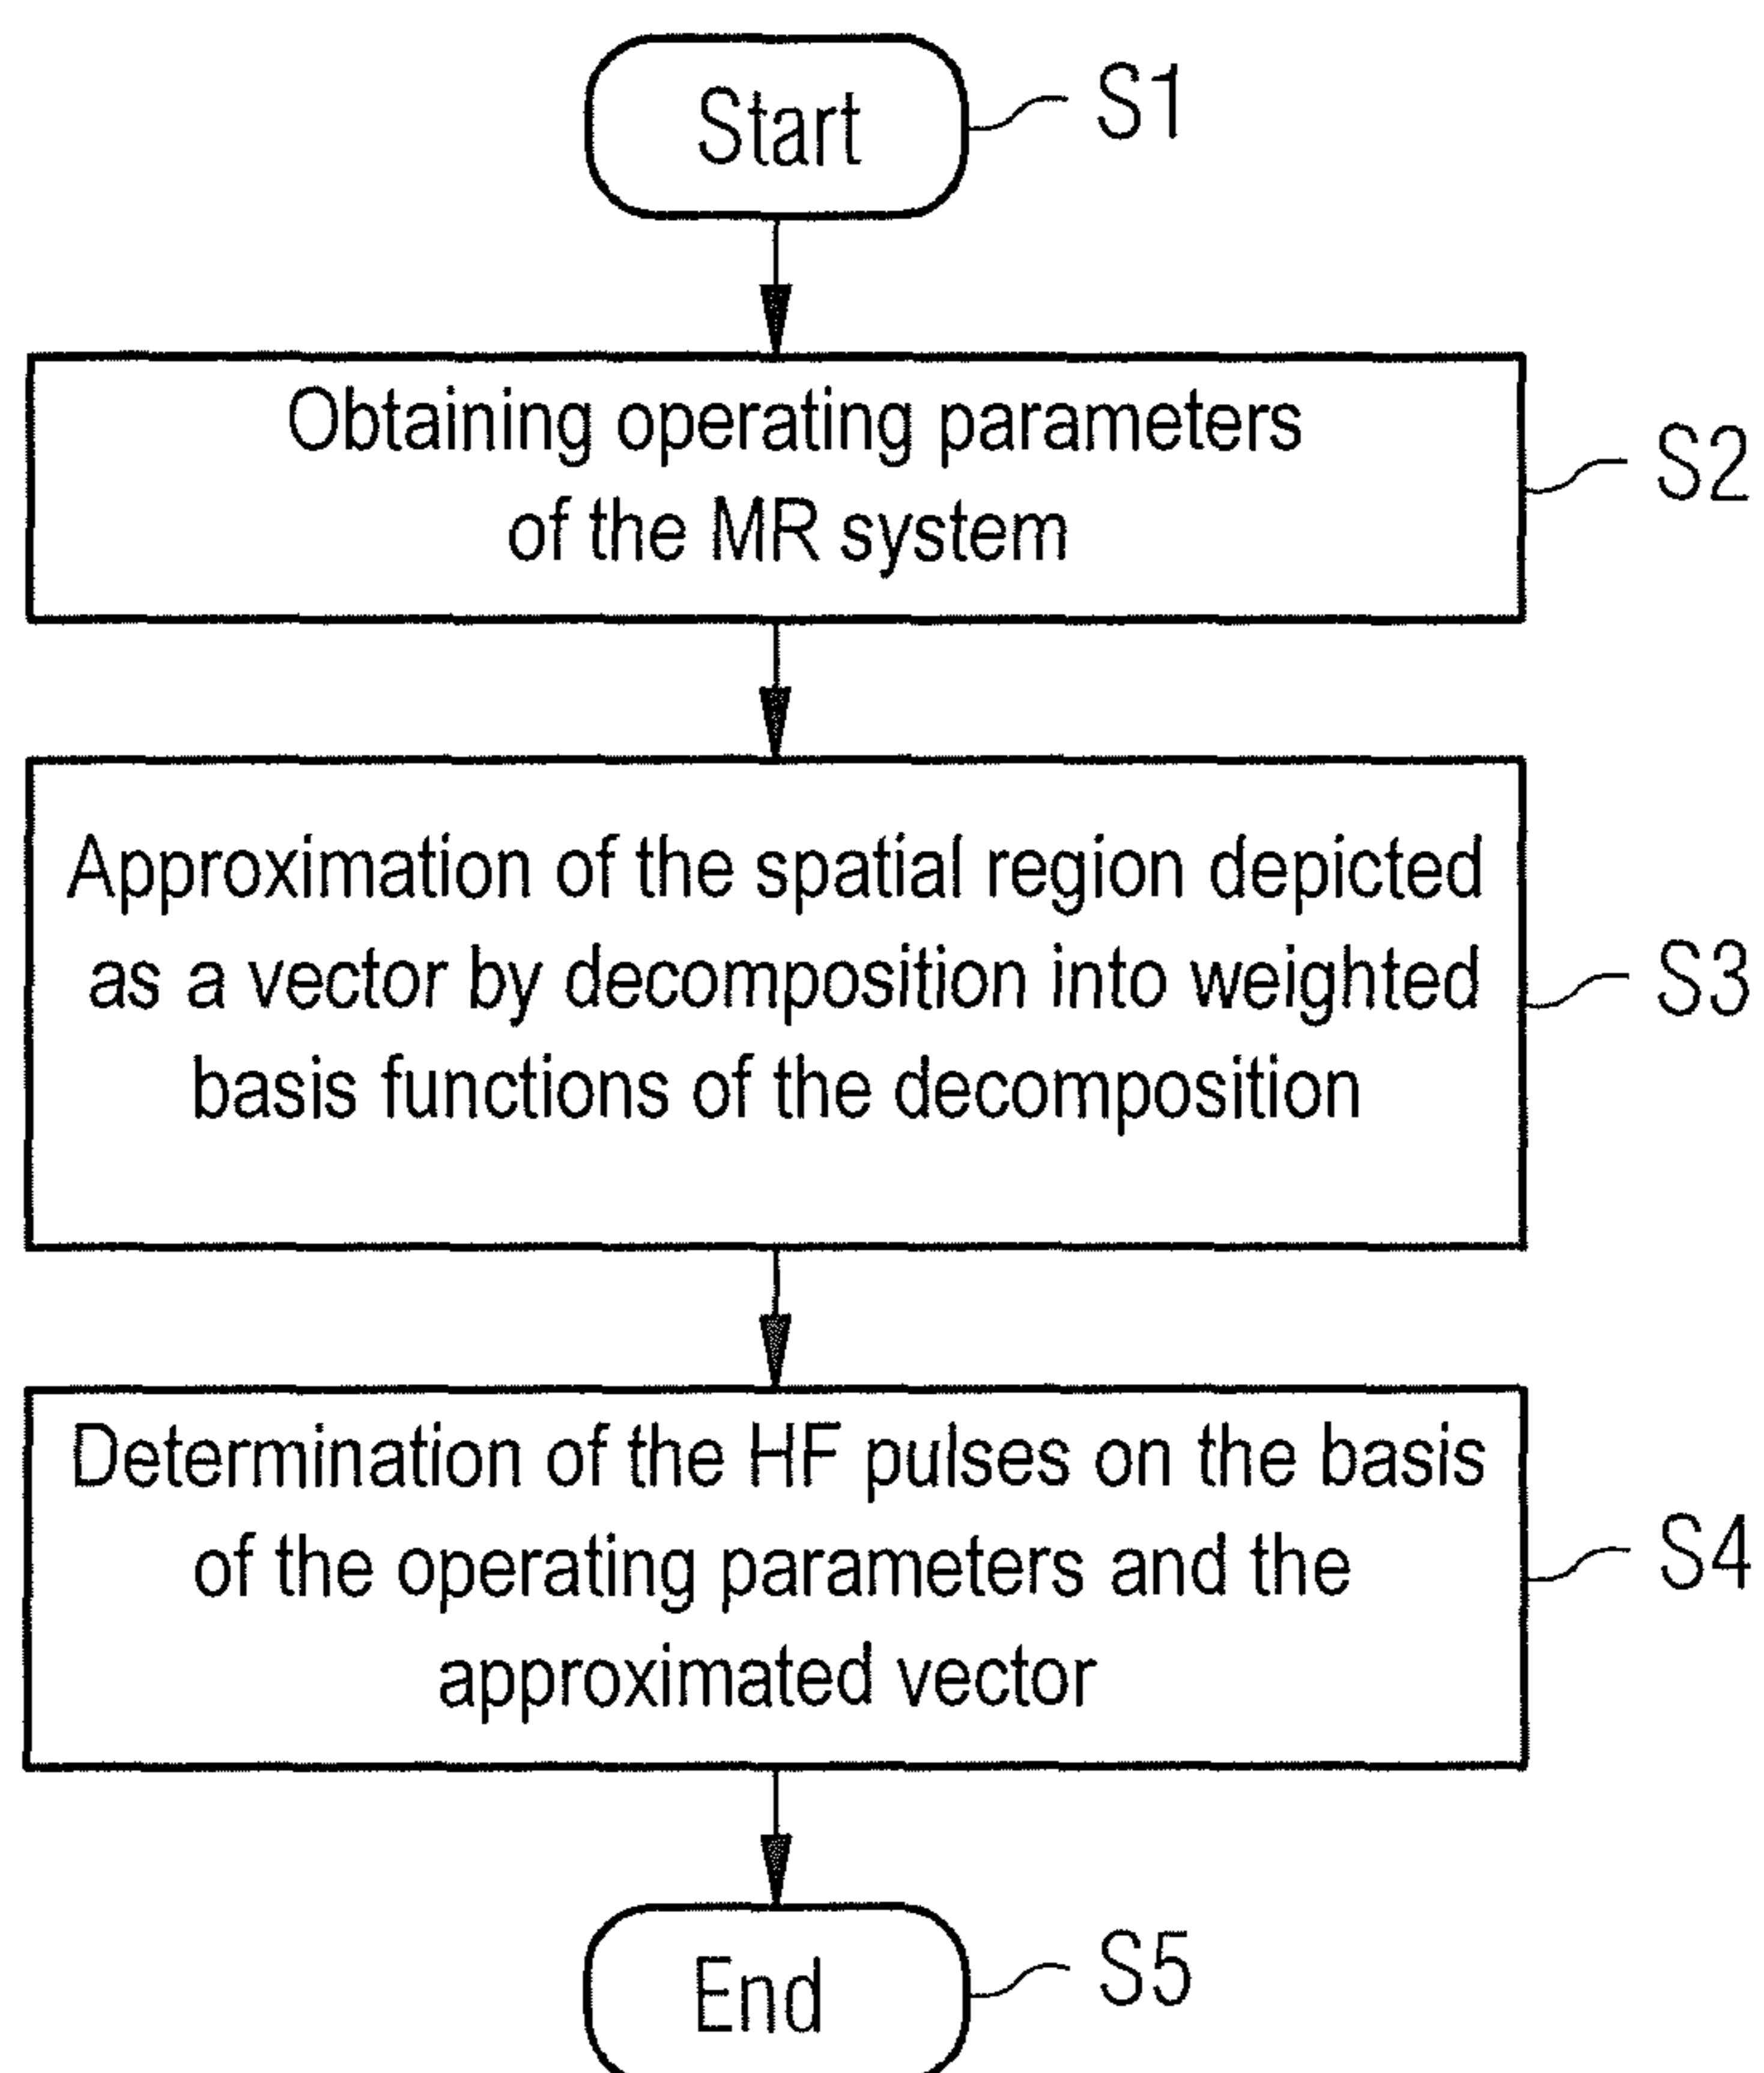 Start
S1
Obtaining operating parameters
of the MR system
S2
Approximation of the spatial region depicted
as a vector by decomposition into weighted
basis functions of the decomposition
S3
Determination of the HF pulses on the basis
of the operating parameters and the
approximated vector
S4
End
S5